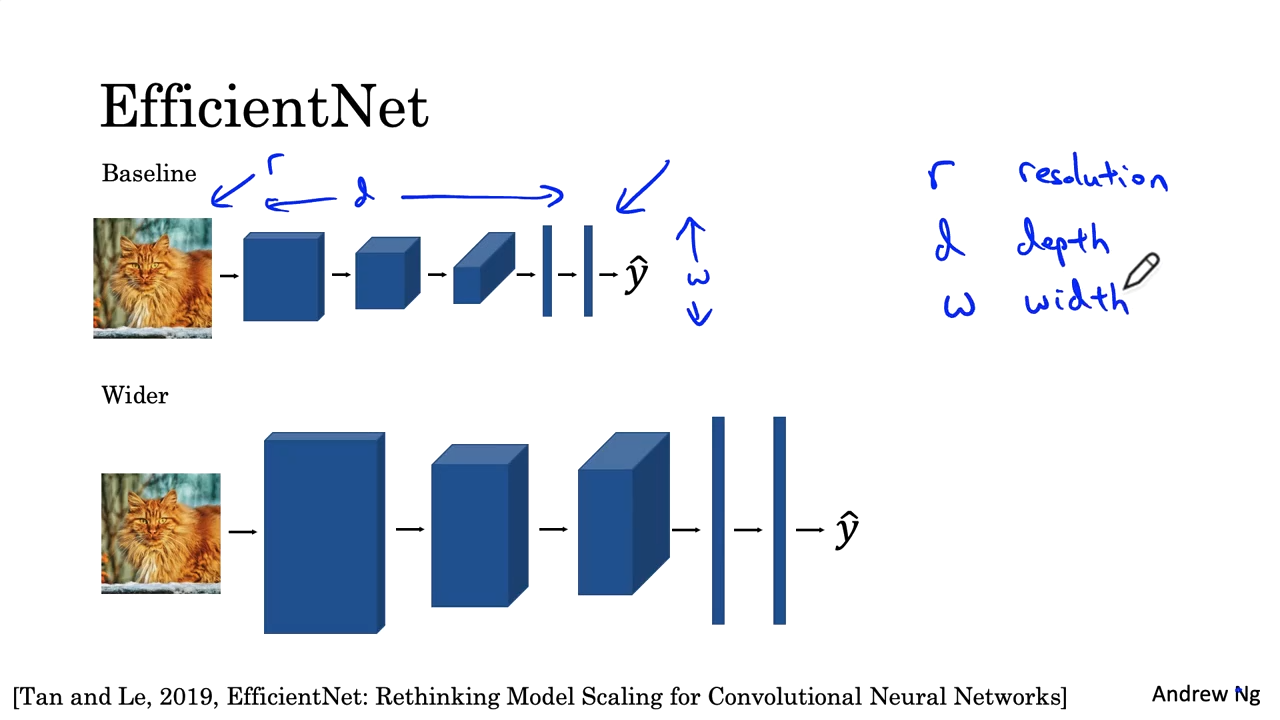 EfficientNet
Baseline
r
d
ŷ
w
r resolution
d depth
w width
Wider
ŷ
[Tan and Le, 2019, EfficientNet: Rethinking Model Scaling for Convolutional Neural Networks]
Andrew Ng